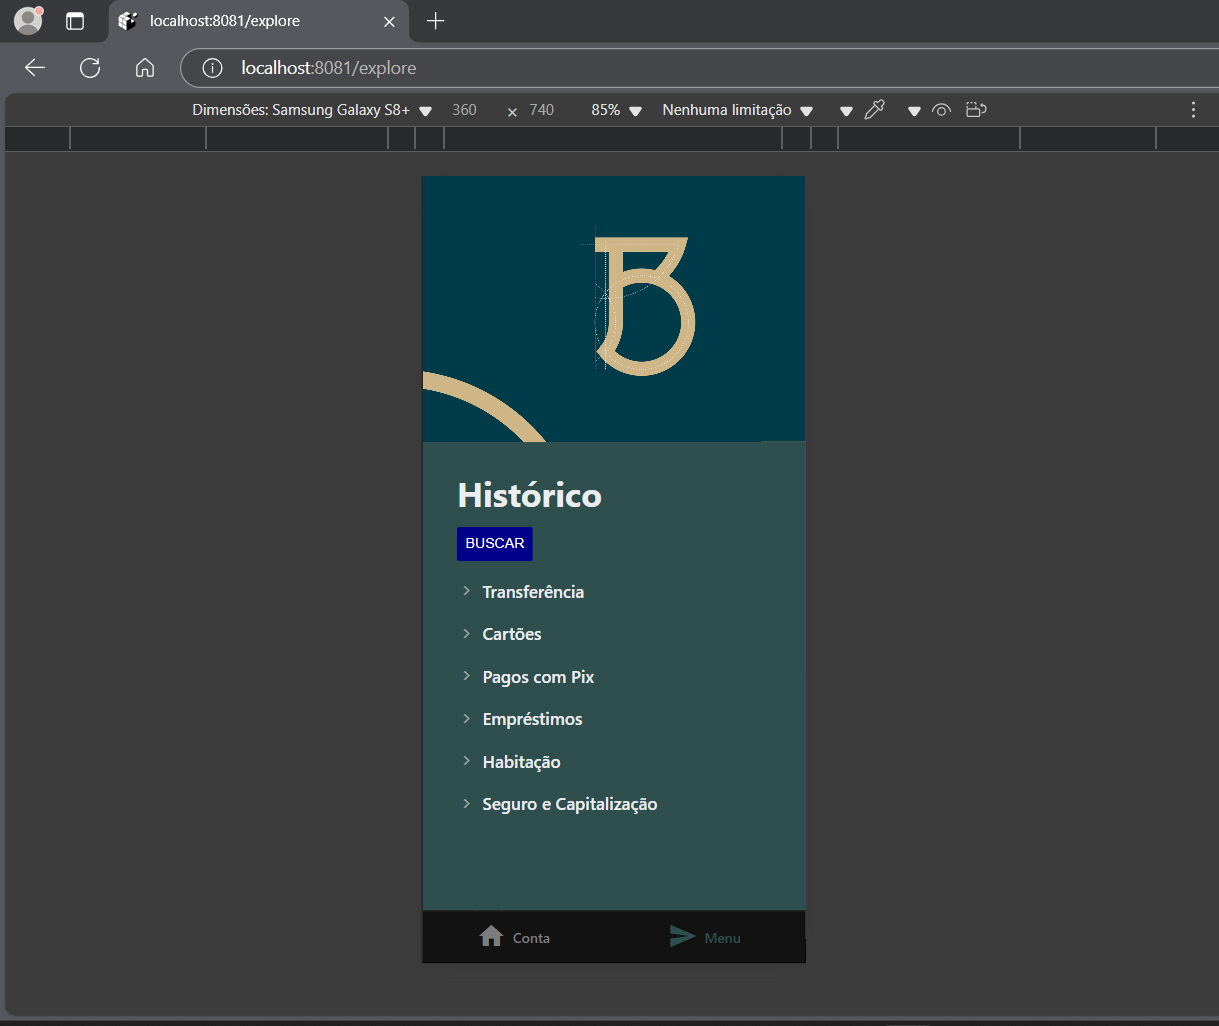 localhost:8081/explore
localhost:8081/explore
Dimensões: Samsung Galaxy S8+ 360 × 740 85% Nenhuma limitação
Histórico
BUSCAR
Transferência
Cartões
Pagos com Pix
Empréstimos
Habitação
Seguro e Capitalização
Conta Menu